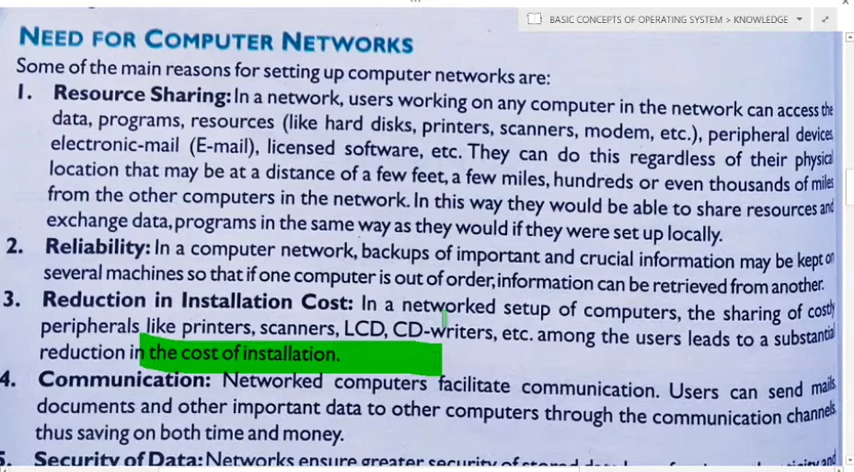 BASIC CONCEPTS OF OPERATING SYSTEM > KNOWLEDGE
NEED FOR COMPUTER NETWORKS
Some of the main reasons for setting up computer networks are:
1. Resource Sharing: In a network, users working on any computer in the network can access the
data, programs, resources (like hard disks, printers, scanners, modem, etc.), peripheral devices
electronic-mail (E-mail), licensed software, etc. They can do this regardless of their physical
location that may be at a distance of a few feet, a few miles, hundreds or even thousands of miles
from the other computers in the network. In this way they would be able to share resources and
exchange data, programs in the same way as they would if they were set up locally.
2. Reliability: In a computer network, backups of important and crucial information may be kept on
several machines so that if one computer is out of order, information can be retrieved from another.
3. Reduction in Installation Cost: In a networked setup of computers, the sharing of costly
peripherals like printers, scanners, LCD, CD-writers, etc. among the users leads to a substantial
reduction in the cost of installation.
4. Communication: Networked computers facilitate communication. Users can send mails
documents and other important data to other computers through the communication channels
thus saving on both time and money.
5. Security of Data: Networks ensure greater security of stored